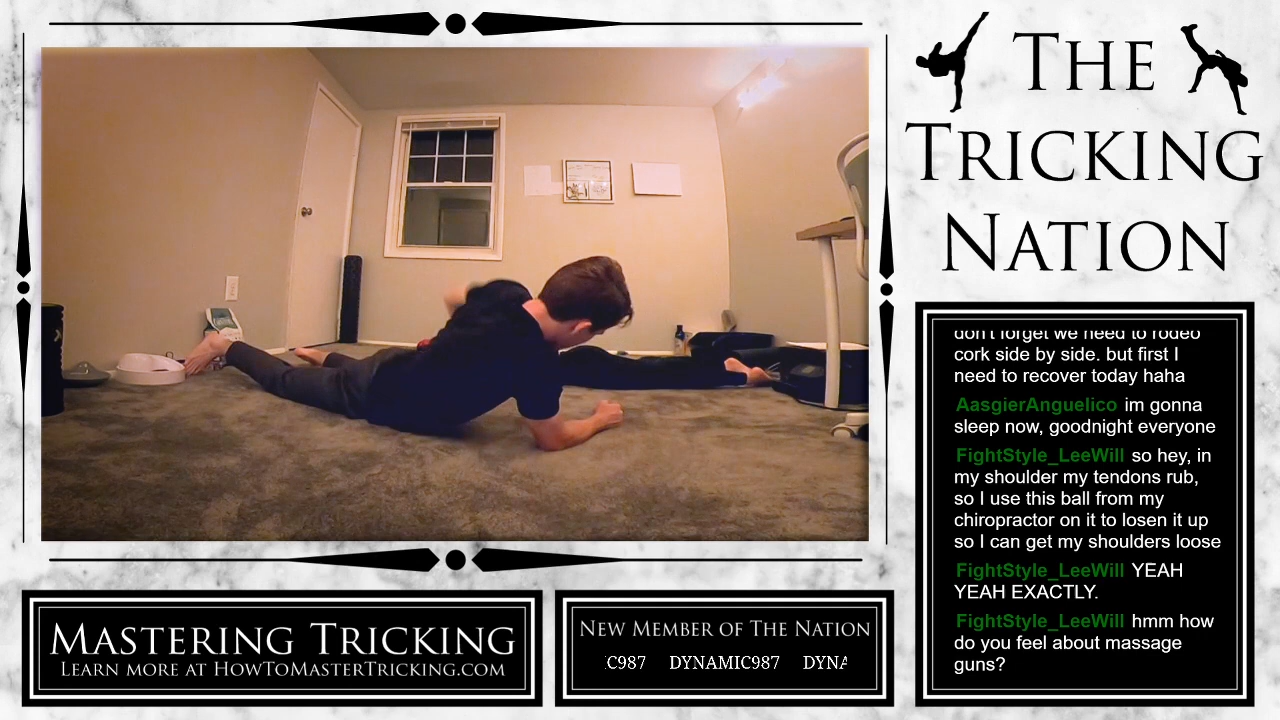 THE
TRICKING
NATION
don't forget we need to rodeo
cork side by side. but first I
need to recover today haha
AasgierAnguelico im gonna
sleep now, goodnight everyone
FightStyle_LeeWill so hey, in
my shoulder my tendons rub,
so I use this ball from my
chiropractor on it to losen it up
so I can get my shoulders loose
FightStyle_LeeWill YEAH
YEAH EXACTLY.
FightStyle_LeeWill hmm how
do you feel about massage
guns?
MASTERING TRICKING
LEARN MORE AT HOWTOMASTERTRICKING.COM
NEW MEMBER OF THE NATION
C987 DYNAMIC987 DYNA